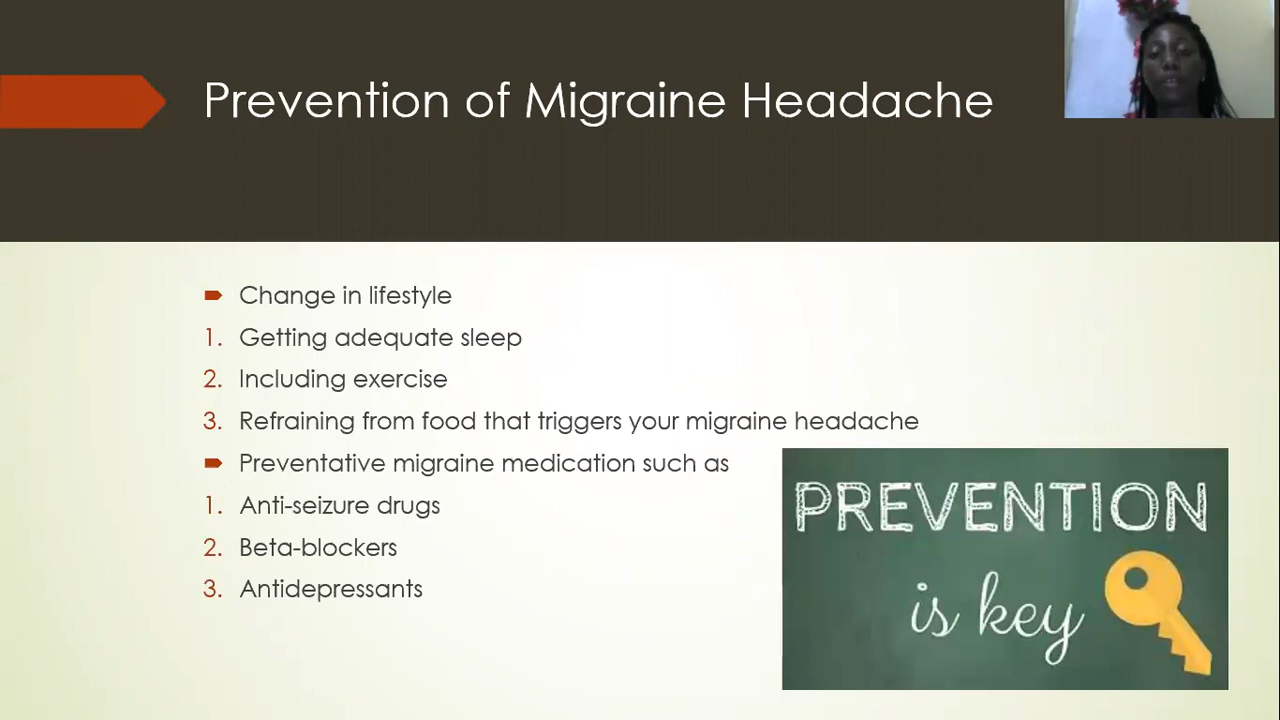 Prevention of Migraine Headache
Change in lifestyle
1. Getting adequate sleep
2. Including exercise
3. Refraining from food that triggers your migraine headache
Preventative migraine medication such as
1. Anti-seizure drugs
2. Beta-blockers
3. Antidepressants
PREVENTION
is key